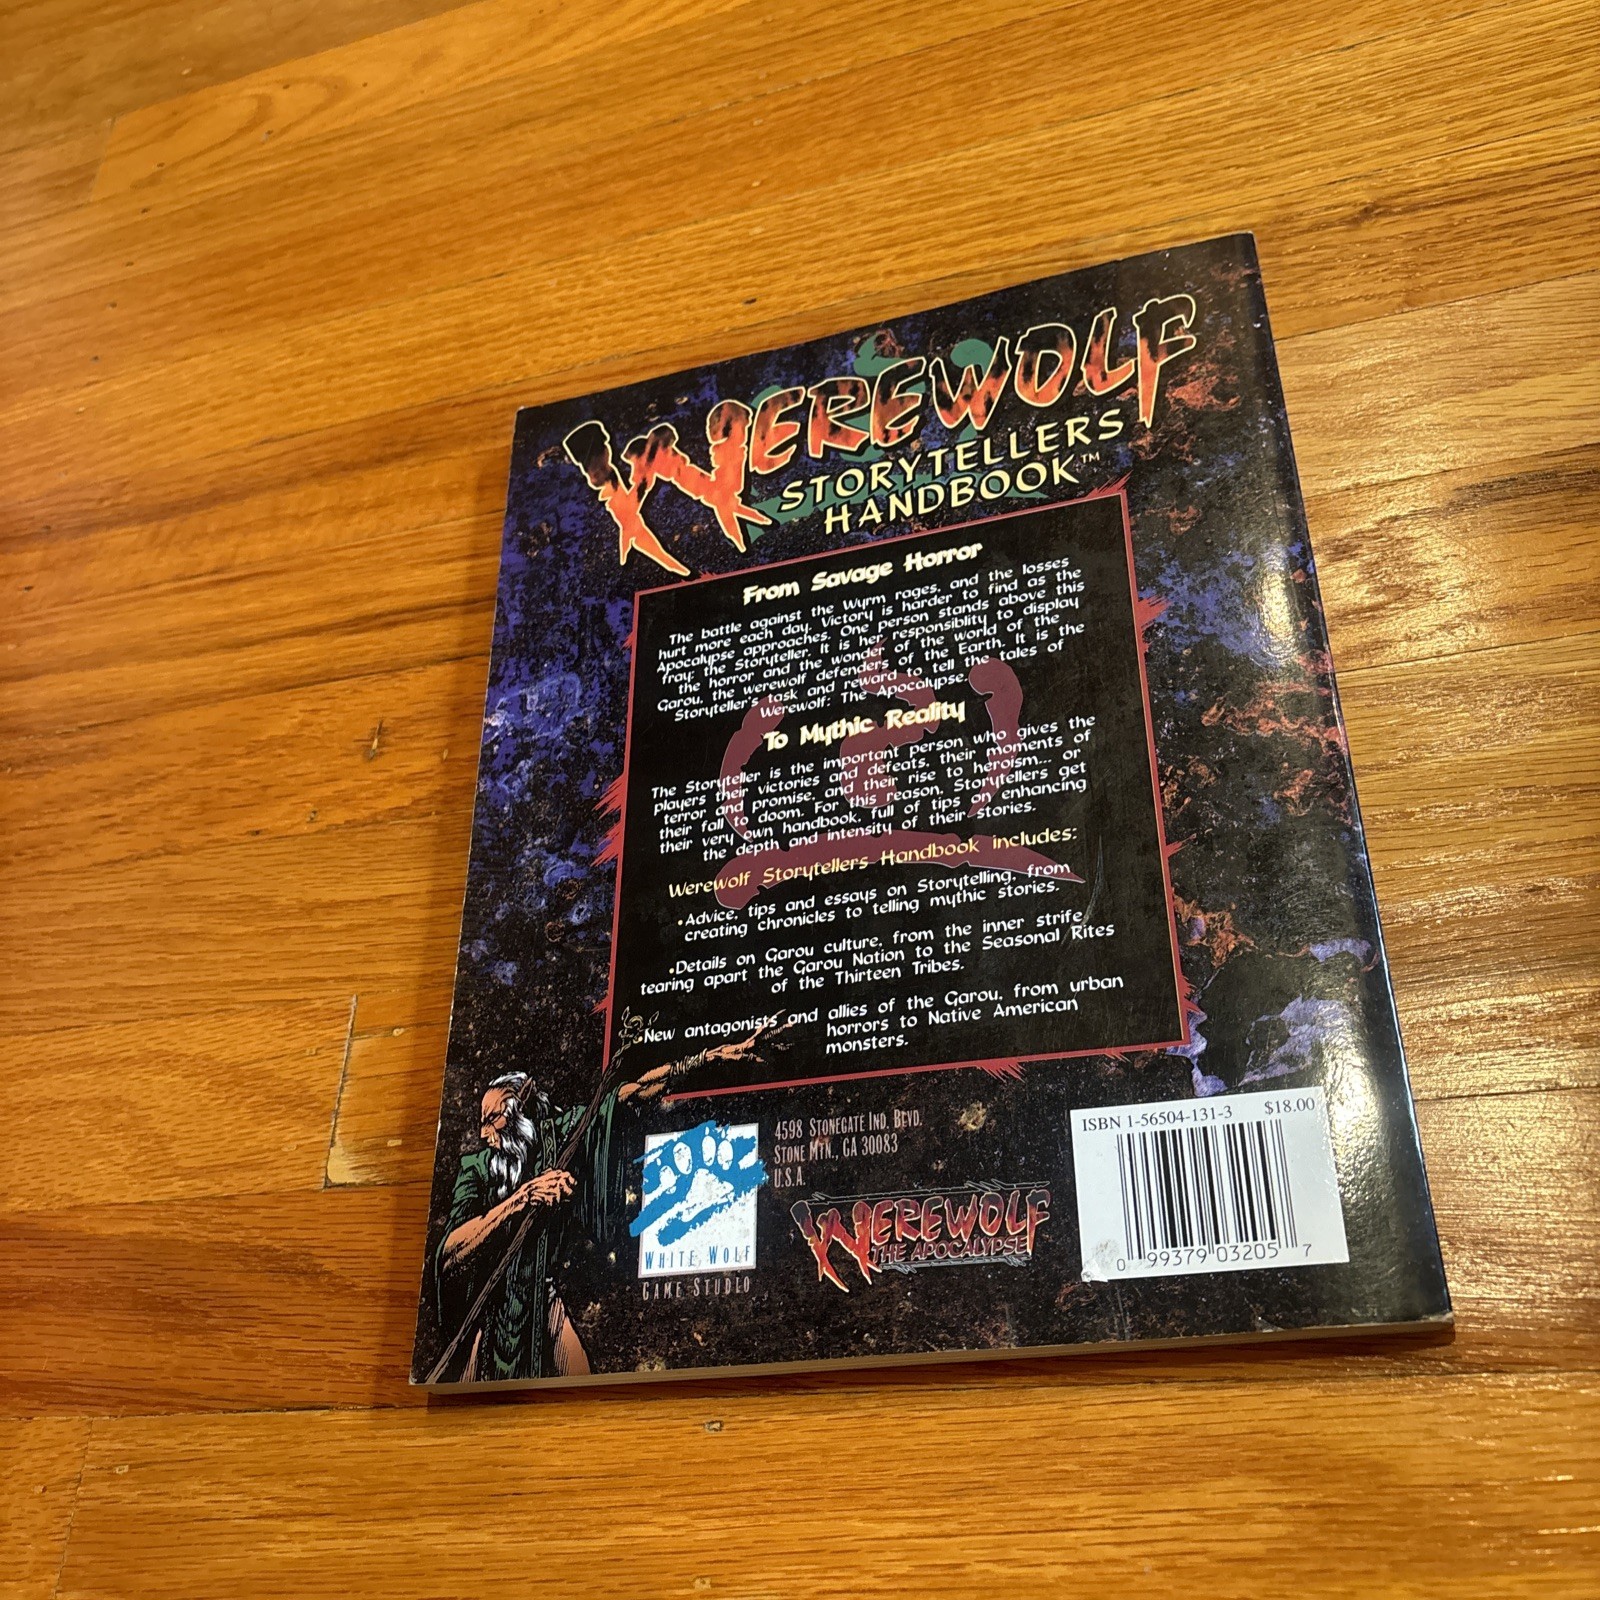 WEREWOLF
STORYTELLERS
HANDBOOK™
From Savage Horror
The battle against the Wyrm rages, and the losses
hurt more each day. Victory is harder to find as the
Apocalypse approaches. One person stands above this
fray: the Storyteller. It is her responsiblity to display
the horror and the wonder of the world of the
Garou, the werewolf defenders of the Earth. It is the
Storyteller's task and reward to tell the tales of
Werewolf: The Apocalypse.
To Mythic Reality
The Storyteller is the important person who gives the
players their victories and defeats, their moments of
terror and promise, and their rise to heroism... or
their fall to doom. For this reason, Storytellers get
their very own handbook, full of tips on enhancing
the depth and intensity of their stories.
Werewolf Storytellers Handbook includes:
•Advice, tips and essays on Storytelling, from
creating chronicles to telling mythic stories.
•Details on Garou culture, from the inner strife
tearing apart the Garou Nation to the Seasonal Rites
of the Thirteen Tribes.
•New antagonists and allies of the Garou, from urban
horrors to Native American
monsters.
WHITE WOLF
GAME STUDIO
4598 STONEGATE IND. BLVD.
STONE MTN., GA 30083
U.S.A.
WEREWOLF
THE APOCALYPSE
ISBN 1-56504-131-3 $18.00
0 99379 03205 7